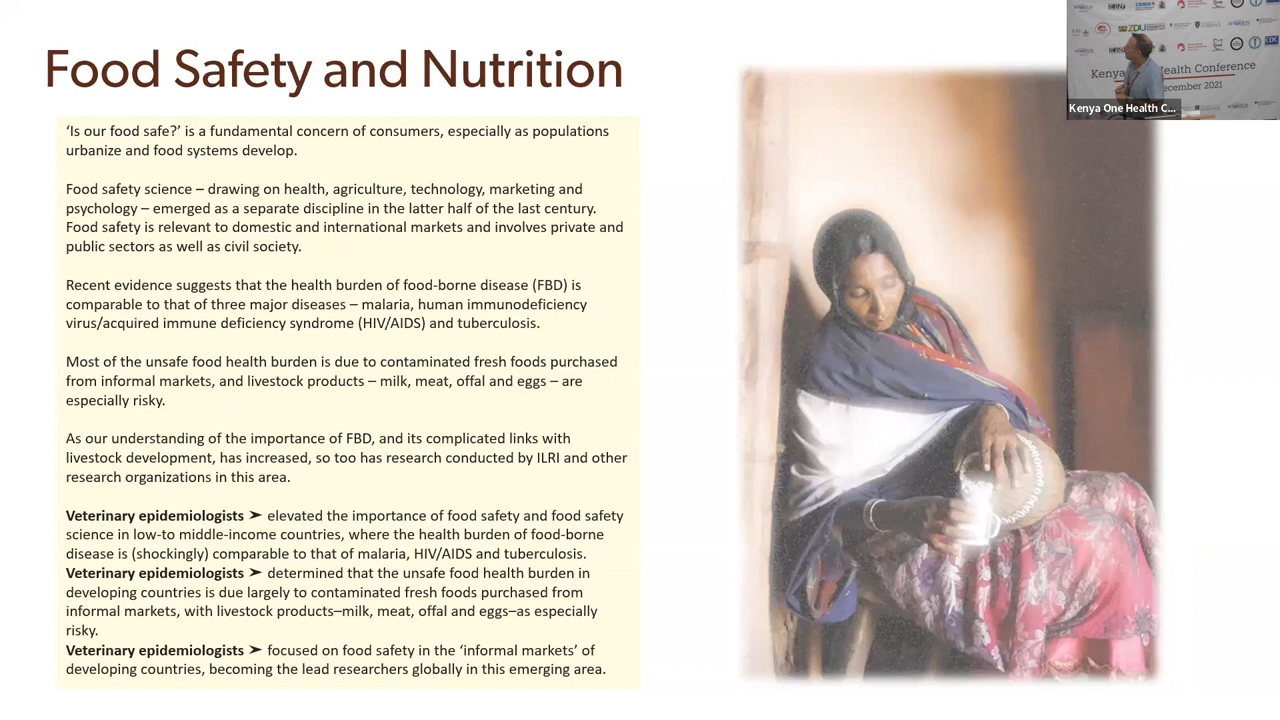 Food Safety and Nutrition
‘Is our food safe?’ is a fundamental concern of consumers, especially as populations
urbanize and food systems develop.
Food safety science – drawing on health, agriculture, technology, marketing and
psychology – emerged as a separate discipline in the latter half of the last century.
Food safety is relevant to domestic and international markets and involves private and
public sectors as well as civil society.
Recent evidence suggests that the health burden of food-borne disease (FBD) is
comparable to that of three major diseases – malaria, human immunodeficiency
virus/acquired immune deficiency syndrome (HIV/AIDS) and tuberculosis.
Most of the unsafe food health burden is due to contaminated fresh foods purchased
from informal markets, and livestock products – milk, meat, offal and eggs – are
especially risky.
As our understanding of the importance of FBD, and its complicated links with
livestock development, has increased, so too has research conducted by ILRI and other
research organizations in this area.
Veterinary epidemiologists ➤ elevated the importance of food safety and food safety
science in low-to middle-income countries, where the health burden of food-borne
disease is (shockingly) comparable to that of malaria, HIV/AIDS and tuberculosis.
Veterinary epidemiologists ➤ determined that the unsafe food health burden in
developing countries is due largely to contaminated fresh foods purchased from
informal markets, with livestock products–milk, meat, offal and eggs–as especially
risky.
Veterinary epidemiologists ➤ focused on food safety in the ‘informal markets’ of
developing countries, becoming the lead researchers globally in this emerging area.
ZDU
CDC
Kenya Health Conference
ecember 2021
Kenya One Health C...